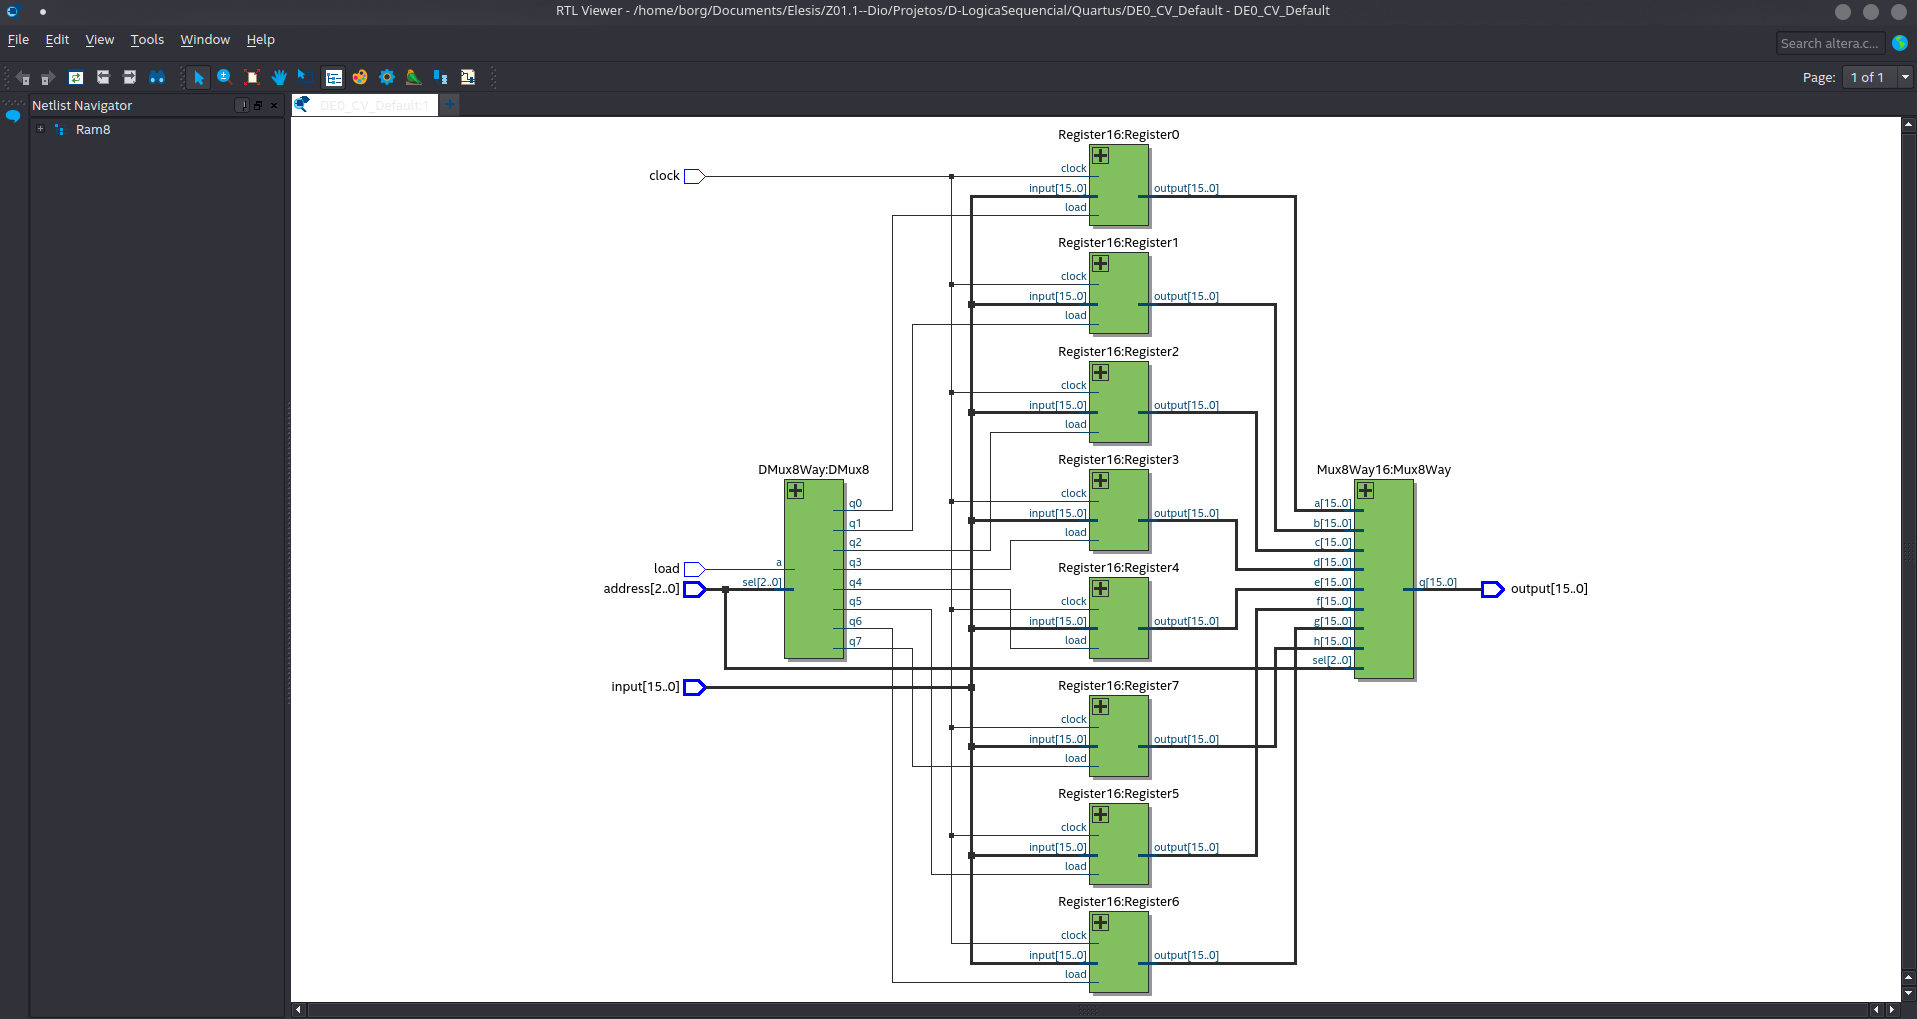 RTL Viewer - /home/borg/Documents/Elesis/Z01.1--Dio/Projetos/D-LogicaSequencial/Quartus/DE0_CV_Default - DE0_CV_Default
File Edit View Tools Window Help
Search altera.c...
Page: 1 of 1
Netlist Navigator
DE0_CV_Default:1
Ram8
Register16:Register0
clock
clock
input[15..0]
output[15..0]
load
Register16:Register1
clock
input[15..0]
output[15..0]
load
Register16:Register2
clock
input[15..0]
output[15..0]
load
Register16:Register3
clock
input[15..0]
output[15..0]
load
DMux8Way:DMux8
q0
q1
q2
q3
q4
q5
q6
q7
a
sel[2..0]
load
address[2..0]
input[15..0]
Register16:Register4
clock
input[15..0]
output[15..0]
load
Mux8Way16:Mux8Way
a[15..0]
b[15..0]
c[15..0]
d[15..0]
e[15..0]
f[15..0]
g[15..0]
h[15..0]
sel[2..0]
q[15..0]
output[15..0]
Register16:Register7
clock
input[15..0]
output[15..0]
load
Register16:Register5
clock
input[15..0]
output[15..0]
load
Register16:Register6
clock
input[15..0]
output[15..0]
load